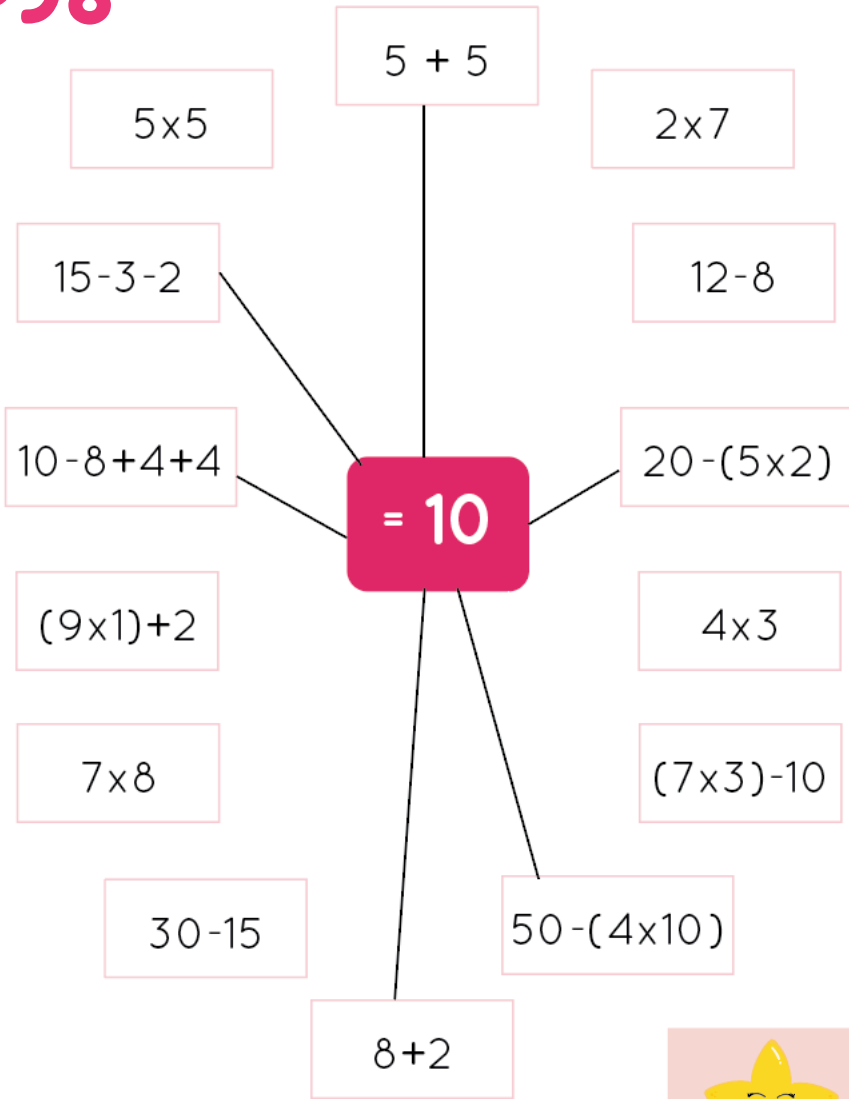 5 + 5
5x5
2x7
15-3-2
12-8
10-8+4+4
20-(5x2)
= 10
(9x1)+2
4x3
7x8
(7x3)-10
30-15
50-(4x10)
8+2